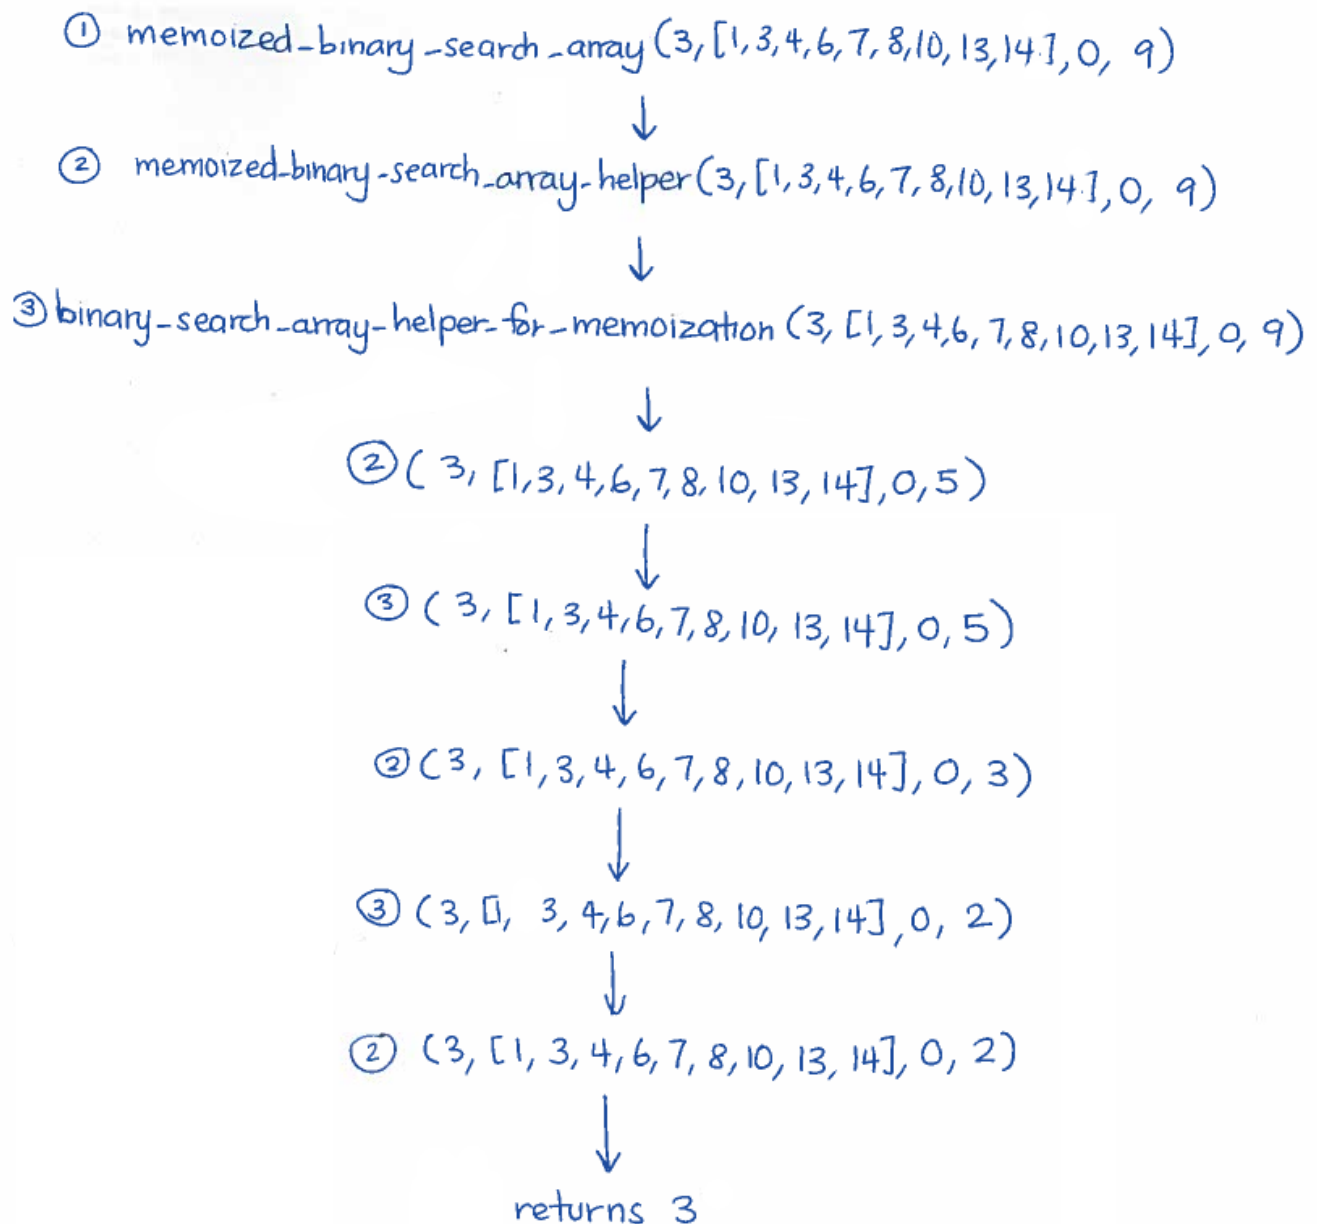 ① memoized_binary_search_array (3, [1, 3, 4, 6, 7, 8, 10, 13, 14], 0, 9)
↓
② memoized_binary_search_array_helper (3, [1, 3, 4, 6, 7, 8, 10, 13, 14], 0, 9)
↓
③ binary_search_array_helper_for_memoization (3, [1, 3, 4, 6, 7, 8, 10, 13, 14], 0, 9)
↓
② (3, [1, 3, 4, 6, 7, 8, 10, 13, 14], 0, 5)
↓
③ (3, [1, 3, 4, 6, 7, 8, 10, 13, 14], 0, 5)
↓
② (3, [1, 3, 4, 6, 7, 8, 10, 13, 14], 0, 3)
↓
③ (3, [1, 3, 4, 6, 7, 8, 10, 13, 14], 0, 2)
↓
② (3, [1, 3, 4, 6, 7, 8, 10, 13, 14], 0, 2)
↓
returns 3